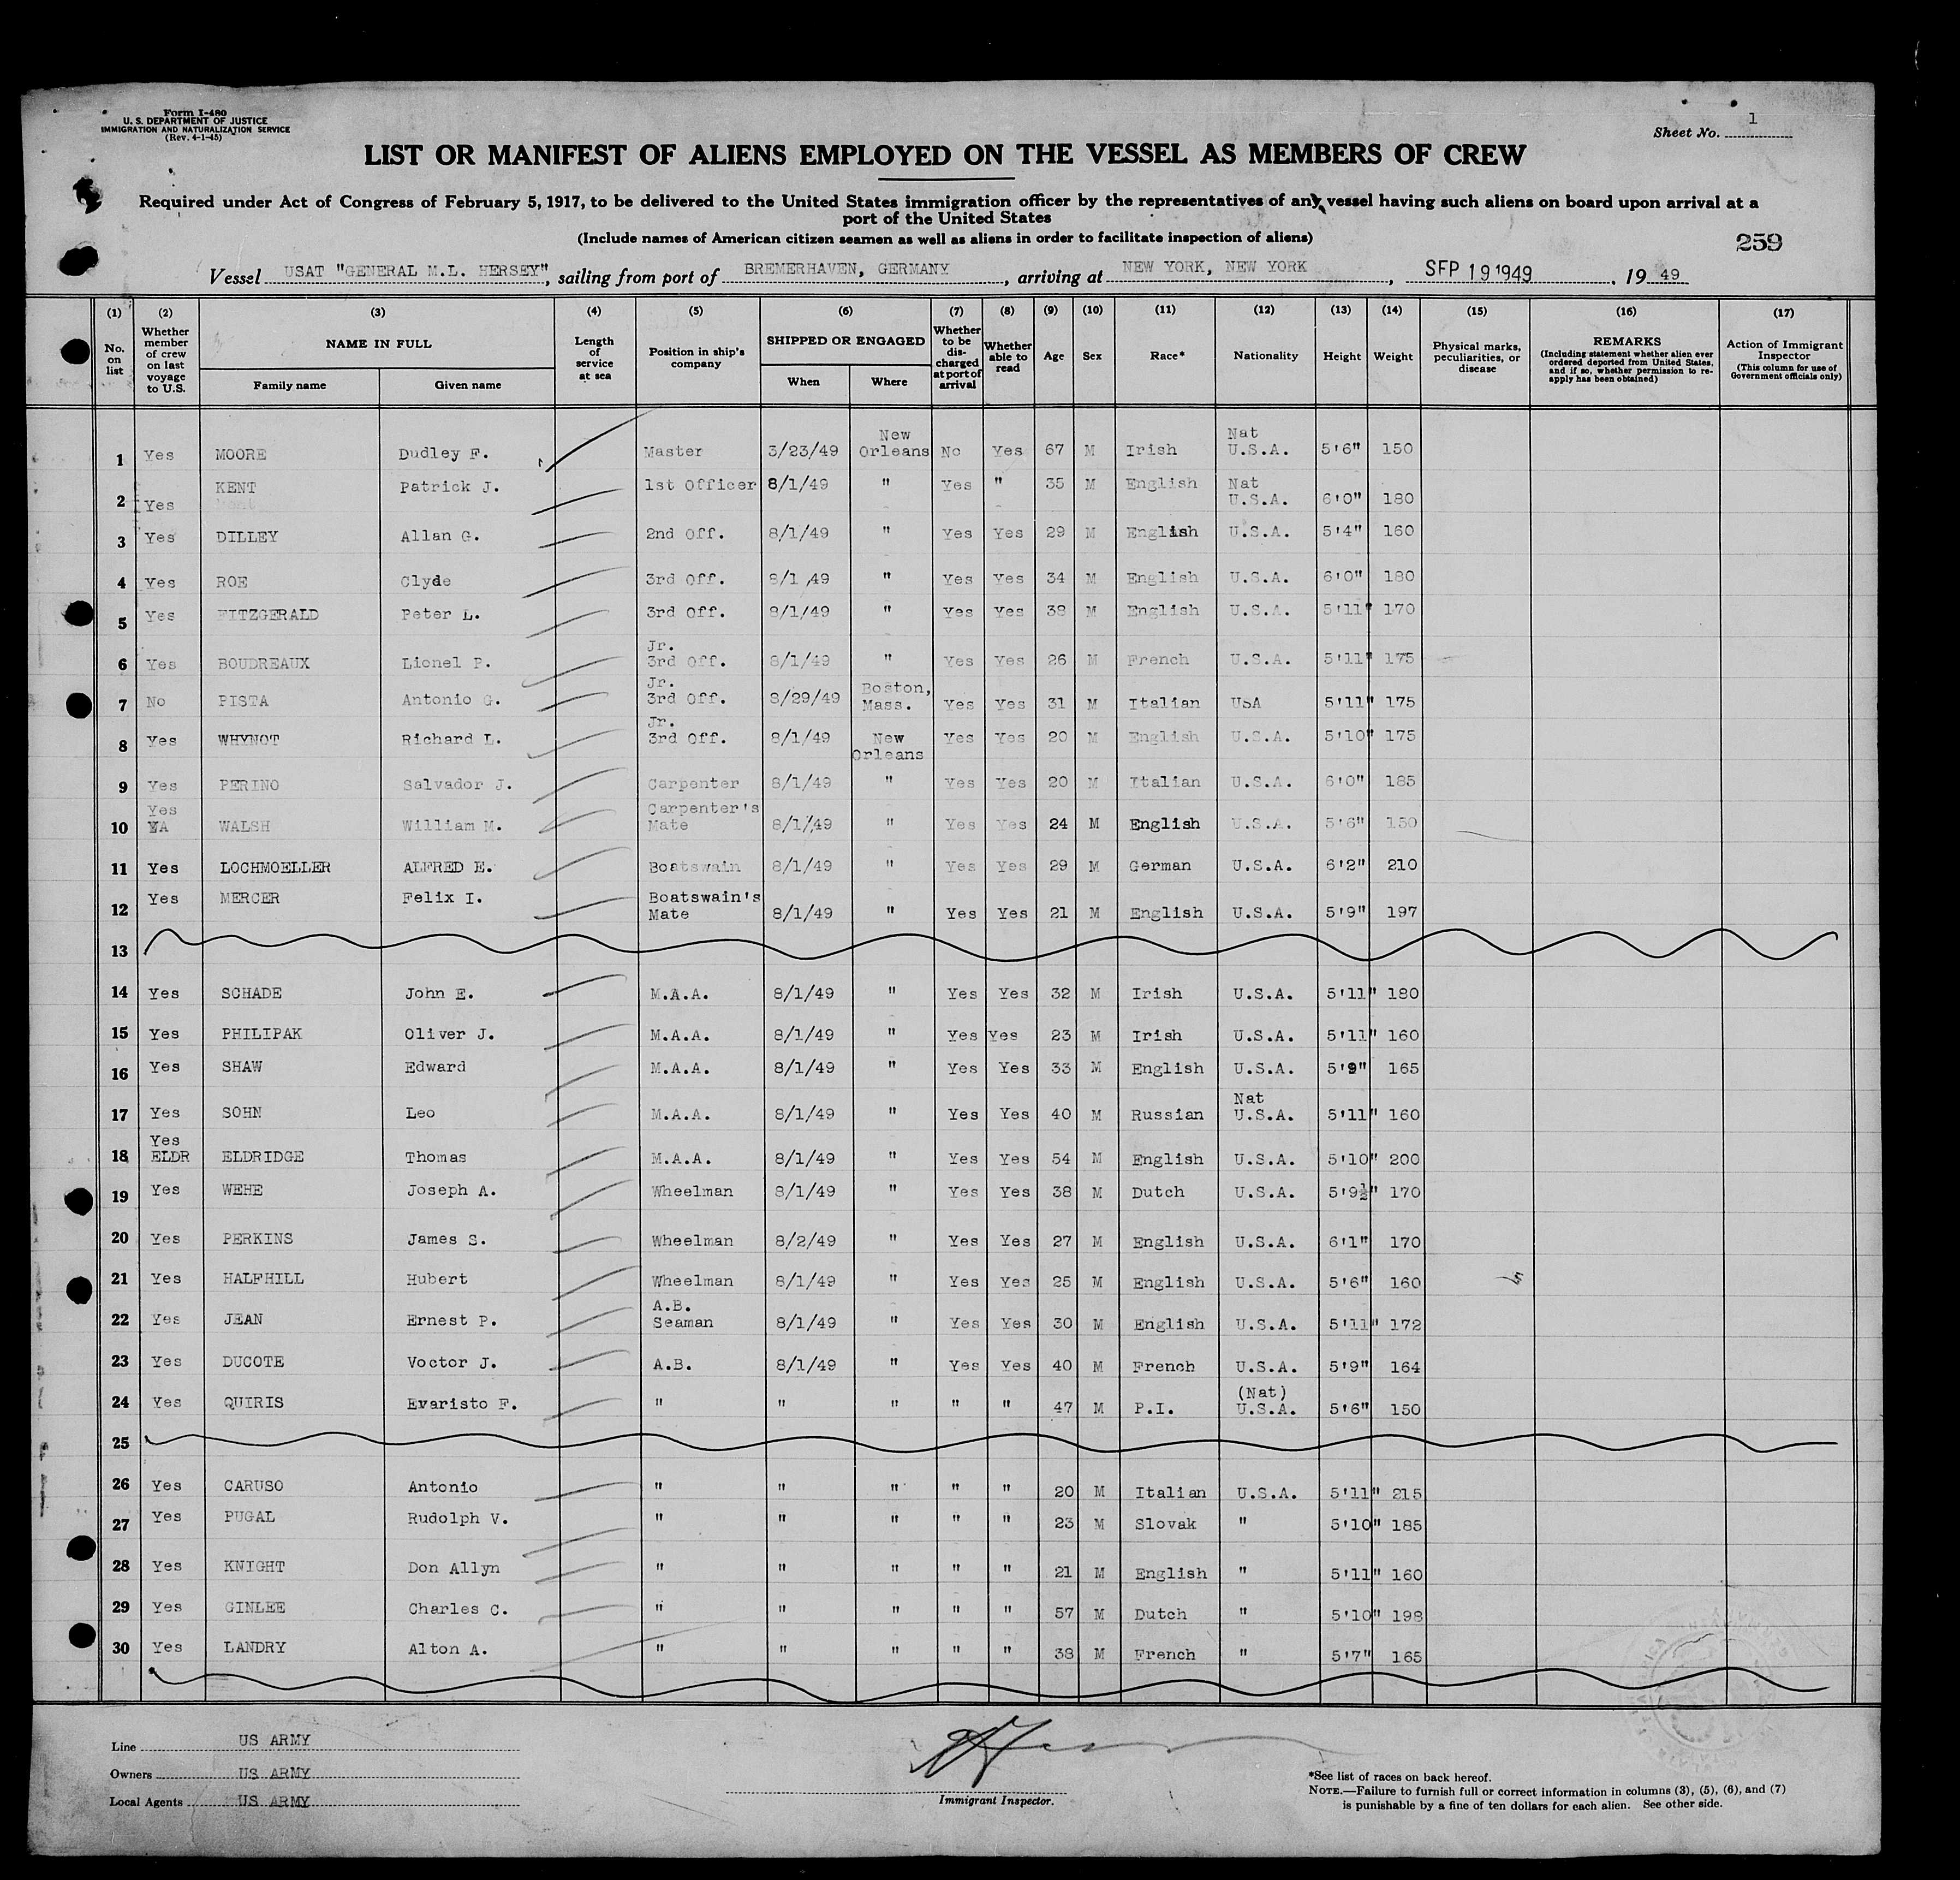 Form I-480
U. S. DEPARTMENT OF JUSTICE
IMMIGRATION AND NATURALIZATION SERVICE
(Rev. 4-1-45)
Sheet No. 1
LIST OR MANIFEST OF ALIENS EMPLOYED ON THE VESSEL AS MEMBERS OF CREW
Required under Act of Congress of February 5, 1917, to be delivered to the United States immigration officer by the representatives of any vessel having such aliens on board upon arrival at a
port of the United States
(Include names of American citizen seamen as well as aliens in order to facilitate inspection of aliens)
259
Vessel USAT "GENERAL M.L. HERSEY", sailing from port of BREMERHAVEN, GERMANY, arriving at NEW YORK, NEW YORK, SEP 19 1949, 19 49
(1) No. on list
(2) Whether member of crew on last voyage to U.S.
(3) NAME IN FULL Family name Given name
(4) Length of service at sea
(5) Position in ship's company
(6) SHIPPED OR ENGAGED When Where
(7) Whether to be discharged at port of arrival
(8) Whether able to read
(9) Age
(10) Sex
(11) Race*
(12) Nationality
(13) Height
(14) Weight
(15) Physical marks, peculiarities, or disease
(16) REMARKS (Including statement whether alien ever ordered deported from United States, and if so, whether permission to re-apply has been obtained)
(17) Action of Immigrant Inspector (This column for use of Government officials only)
1 Yes MOORE Dudley F. Master 3/23/49 New Orleans No Yes 67 M Irish Nat U.S.A. 5'6" 150
2 Yes KENT Patrick J. 1st Officer 8/1/49 " Yes " 35 M English Nat U.S.A. 6'0" 180
3 Yes DILLEY Allan G. 2nd Off. 8/1/49 " Yes Yes 29 M English U.S.A. 5'4" 160
4 Yes ROE Clyde 3rd Off. 8/1 ,49 " Yes Yes 34 M English U.S.A. 6'0" 180
5 Yes FITZGERALD Peter L. 3rd Off. 8/1/49 " Yes Yes 38 M English U.S.A. 5'11" 170
6 Yes BOUDREAUX Lionel P. Jr. 3rd Off. 8/1/49 " Yes Yes 26 M French U.S.A. 5'11" 175
7 No PISTA Antonio G. Jr. 3rd Off. 8/29/49 Boston, Mass. Yes Yes 31 M Italian USA 5'11" 175
8 Yes WHYNOT Richard L. Jr. 3rd Off. 8/1/49 New Orleans Yes Yes 20 M English U.S.A. 5'10" 175
9 Yes PERINO Salvador J. Carpenter 8/1/49 " Yes Yes 20 M Italian U.S.A. 6'0" 185
10 Yes WALSH William M. Carpenter's Mate 8/1/49 " Yes Yes 24 M English U.S.A. 5'6" 150
11 Yes LOCHMOELLER ALFRED E. Boatswain 8/1/49 " Yes Yes 29 M German U.S.A. 6'2" 210
12 Yes MERCER Felix I. Boatswain's Mate 8/1/49 " Yes Yes 21 M English U.S.A. 5'9" 197
13
14 Yes SCHADE John E. M.A.A. 8/1/49 " Yes Yes 32 M Irish U.S.A. 5'11" 180
15 Yes PHILIPAK Oliver J. M.A.A. 8/1/49 " Yes Yes 23 M Irish U.S.A. 5'11" 160
16 Yes SHAW Edward M.A.A. 8/1/49 " Yes Yes 33 M English U.S.A. 5'9" 165
17 Yes SOHN Leo M.A.A. 8/1/49 " Yes Yes 40 M Russian Nat U.S.A. 5'11" 160
18 Yes ELDR ELDRIDGE Thomas M.A.A. 8/1/49 " Yes Yes 54 M English U.S.A. 5'10" 200
19 Yes WEHE Joseph A. Wheelman 8/1/49 " Yes Yes 38 M Dutch U.S.A. 5'9½" 170
20 Yes PERKINS James S. Wheelman 8/2/49 " Yes Yes 27 M English U.S.A. 6'1" 170
21 Yes HALFHILL Hubert Wheelman 8/1/49 " Yes Yes 25 M English U.S.A. 5'6" 160
22 Yes JEAN Ernest P. A.B. Seaman 8/1/49 " Yes Yes 30 M English U.S.A. 5'11" 172
23 Yes DUCOTE Voctor J. A.B. 8/1/49 " Yes Yes 40 M French U.S.A. 5'9" 164
24 Yes QUIRIS Evaristo F. " " " " " 47 M P.I. (Nat) U.S.A. 5'6" 150
25
26 Yes CARUSO Antonio " " " " " 20 M Italian U.S.A. 5'11" 215
27 Yes PUGAL Rudolph V. " " " " " 23 M Slovak " 5'10" 185
28 Yes KNIGHT Don Allyn " " " " " 21 M English " 5'11" 160
29 Yes GINLEE Charles C. " " " " " 57 M Dutch " 5'10" 198
30 Yes LANDRY Alton A. " " " " " 38 M French " 5'7" 165
Line US ARMY
Owners US ARMY
Local Agents US ARMY
Immigrant Inspector.
*See list of races on back hereof.
NOTE.—Failure to furnish full or correct information in columns (3), (5), (6), and (7)
is punishable by a fine of ten dollars for each alien. See other side.